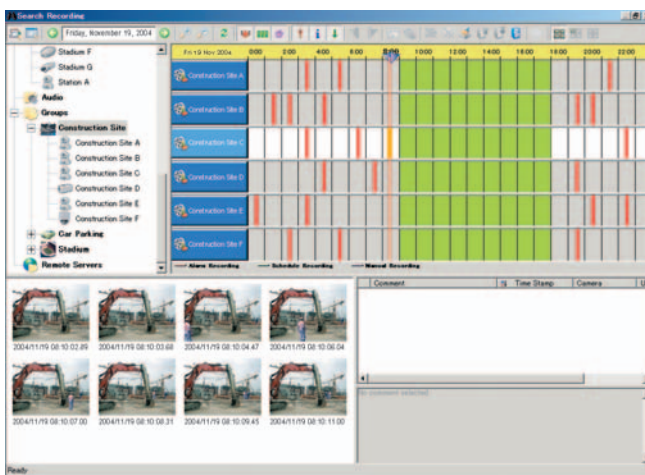 Search Recording
Friday, November 19, 2004
Stadium F
Stadium G
Station A
Audio
Groups
Construction Site
Construction Site A
Construction Site B
Construction Site C
Construction Site D
Construction Site E
Construction Site F
Car Parking
Stadium
Remote Servers
Fri 19 Nov 2004 0:00 2:00 4:00 6:00 8:00 10:00 12:00 14:00 16:00 18:00 20:00 22:00
Construction Site A
Construction Site B
Construction Site C
Construction Site D
Construction Site E
Construction Site F
Alarm Recording Schedule Recording Manual Recording
2004/11/19 08:10:02.89 2004/11/19 08:10:03.68 2004/11/19 08:10:04.47 2004/11/19 08:10:06.04
2004/11/19 08:10:07.00 2004/11/19 08:10:08.31 2004/11/19 08:10:09.45 2004/11/19 08:10:11.00
Comment Time Stamp Camera U
No comment selected
Ready